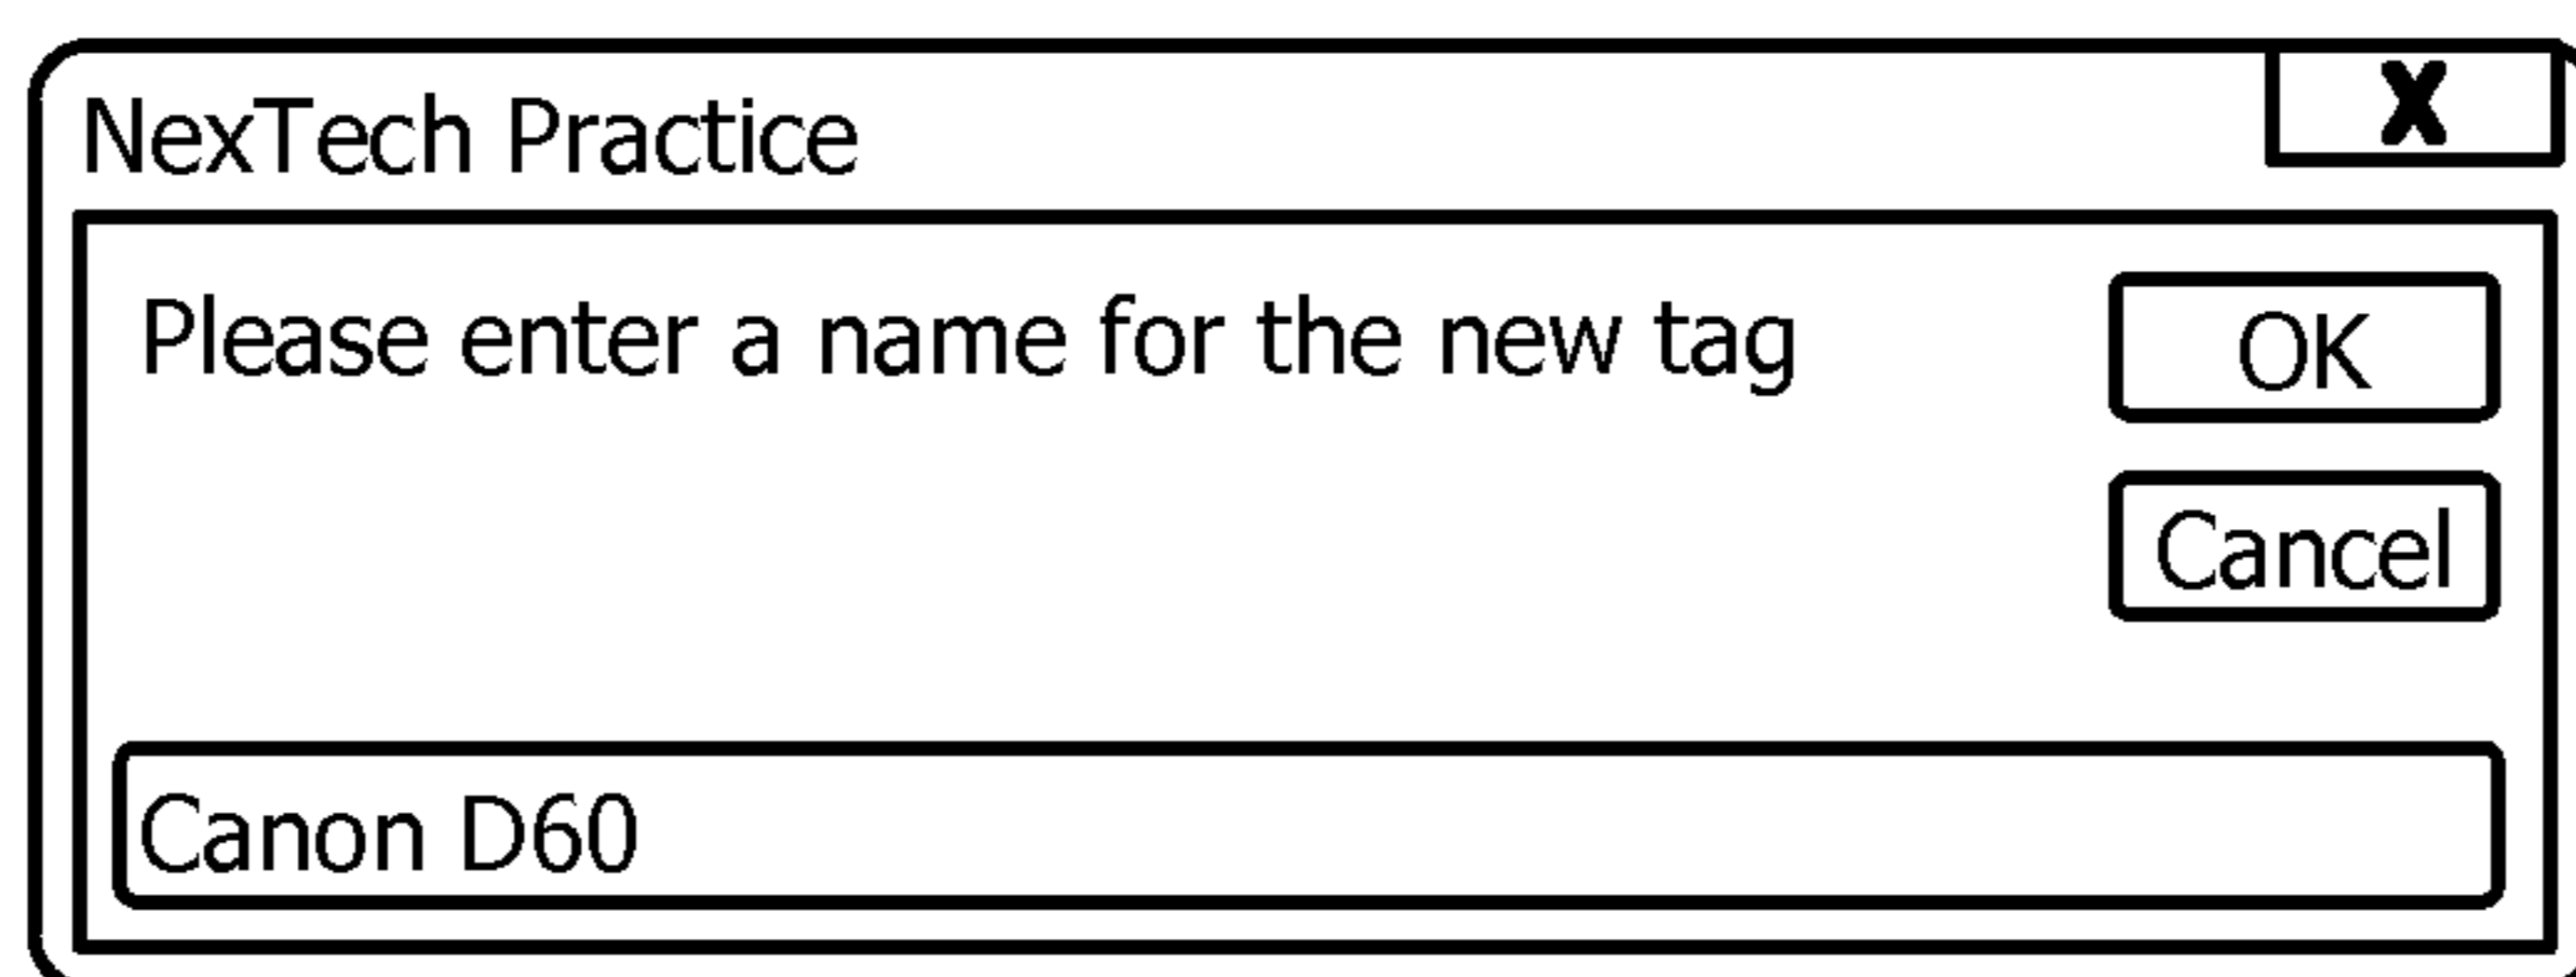 NexTech Practice
X
Please enter a name for the new tag
OK
Cancel
Canon D60